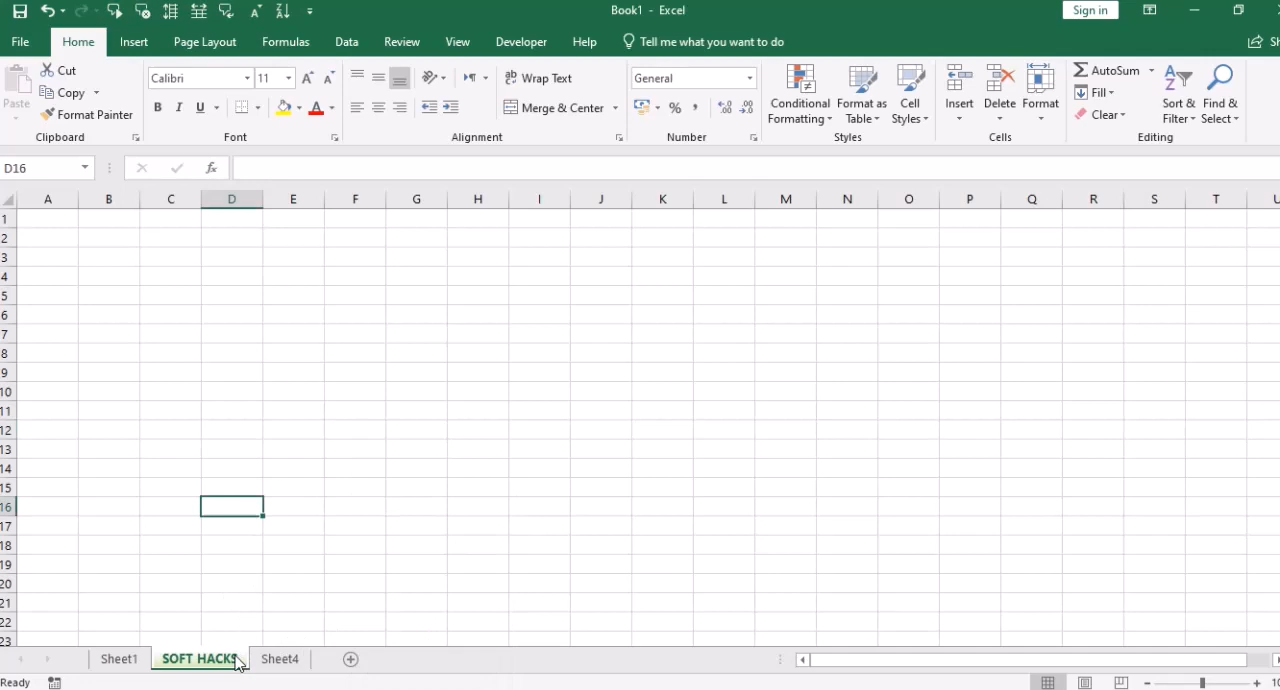 Book1 - Excel
Sign in
File Home Insert Page Layout Formulas Data Review View Developer Help Tell me what you want to do
Cut
Copy
Format Painter
Paste
Clipboard
Calibri 11
B I U
Font
Wrap Text
Merge & Center
Alignment
General
%
Number
Conditional Formatting
Format as Table
Cell Styles
Styles
Insert Delete Format
Cells
AutoSum
Fill
Clear
Sort & Filter
Find & Select
Editing
D16 fx
A B C D E F G H I J K L M N O P Q R S T
1
2
3
4
5
6
7
8
9
10
11
12
13
14
15
16
17
18
19
20
21
22
23
Sheet1 SOFT HACKS Sheet4
Ready